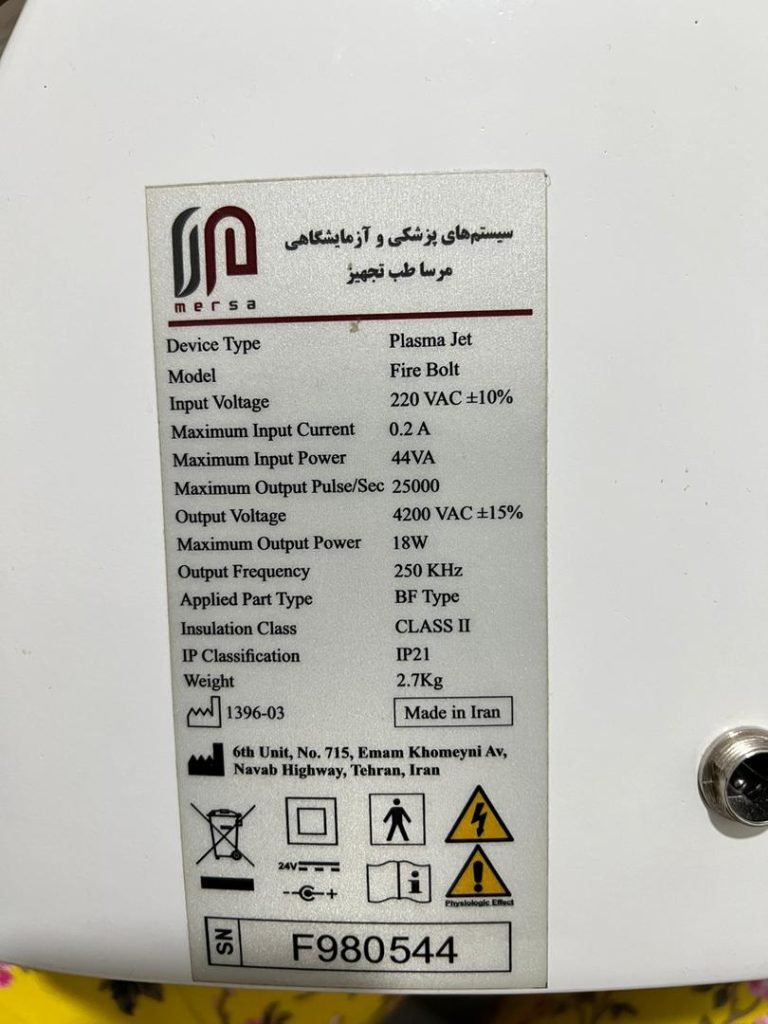 سیستم‌های پزشکی و آزمایشگاهی
مرسا طب تجهیز
mersa
Device Type Plasma Jet
Model Fire Bolt
Input Voltage 220 VAC ±10%
Maximum Input Current 0.2 A
Maximum Input Power 44VA
Maximum Output Pulse/Sec 25000
Output Voltage 4200 VAC ±15%
Maximum Output Power 18W
Output Frequency 250 KHz
Applied Part Type BF Type
Insulation Class CLASS II
IP Classification IP21
Weight 2.7Kg
1396-03 Made in Iran
6th Unit, No. 715, Emam Khomeyni Av,
Navab Highway, Tehran, Iran
24V
Physiologic Effect
SN F980544